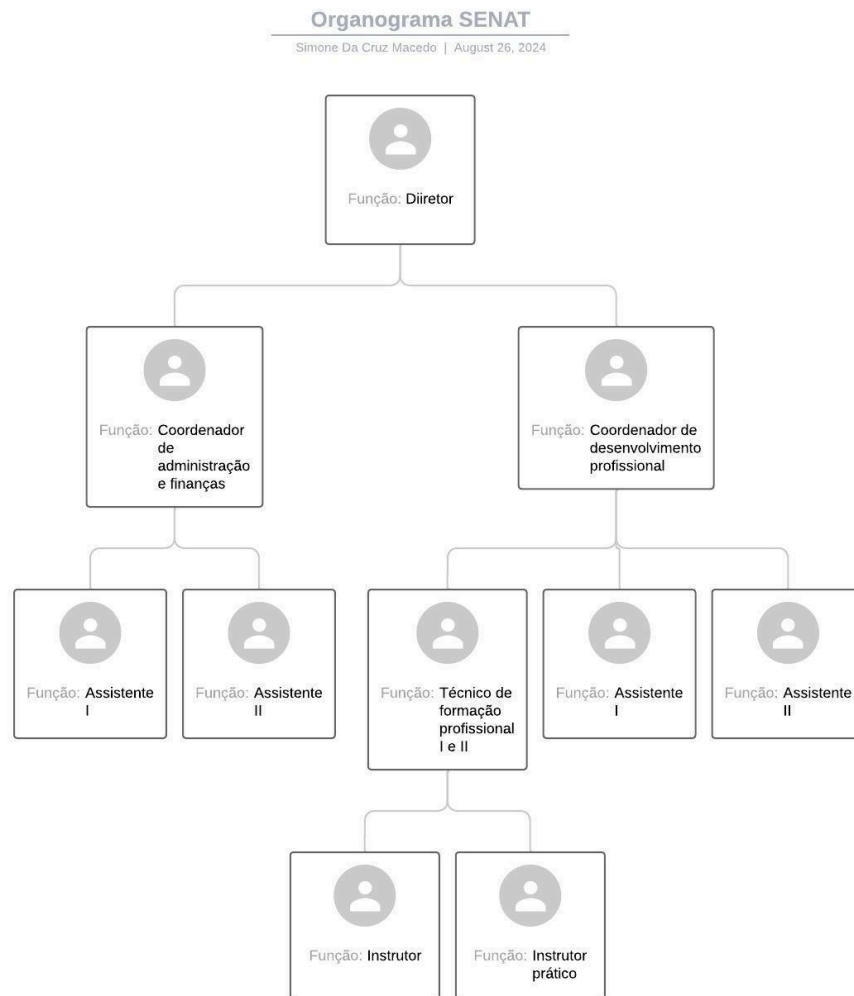 Organograma SENAT
Simone Da Cruz Macedo | August 26, 2024
Função: Diiretor
Função: Coordenador
de
administração
e finanças
Função: Coordenador de
desenvolvimento
profissional
Função: Assistente
I
Função: Assistente
II
Função: Técnico de
formação
profissional
I e II
Função: Assistente
I
Função: Assistente
II
Função: Instrutor
Função: Instrutor
prático